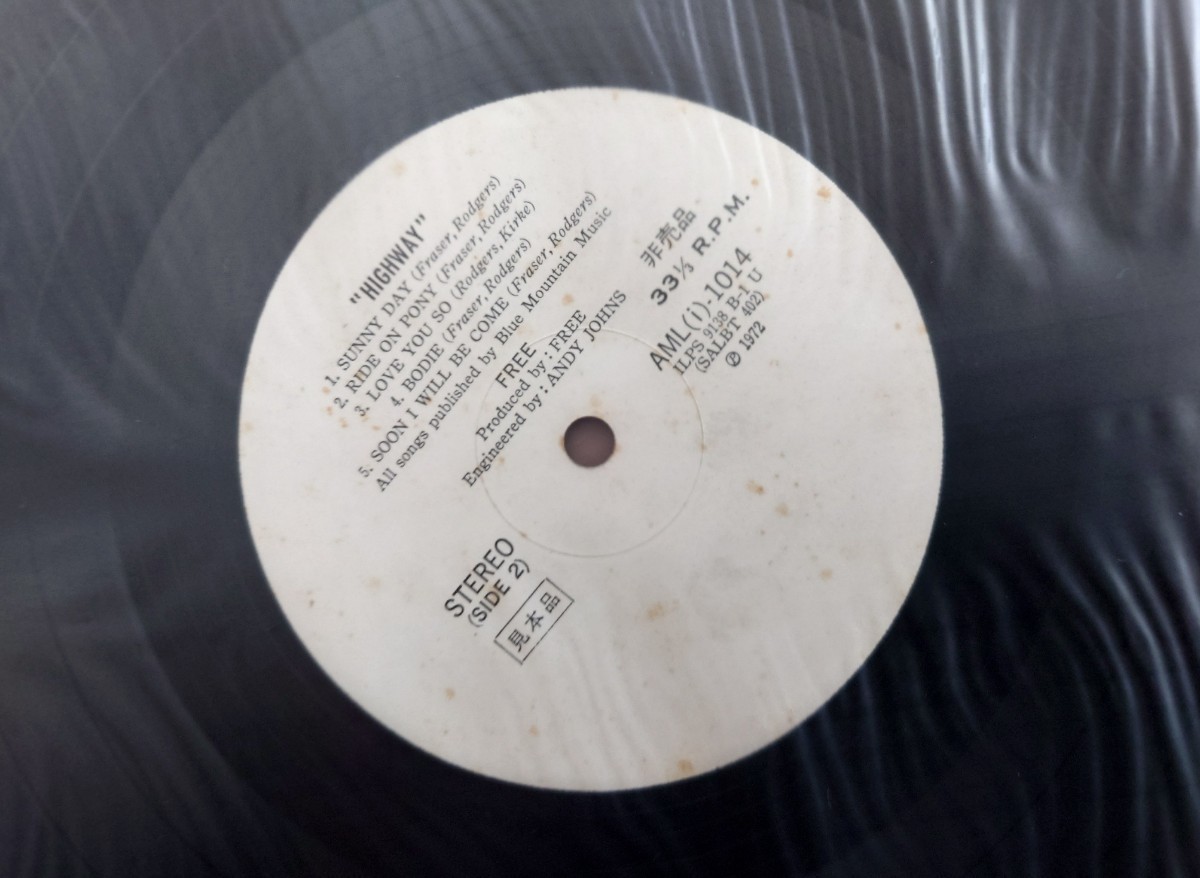 "HIGHWAY"
1. SUNNY DAY (Fraser, Rodgers)
2. RIDE ON PONY (Fraser, Rodgers)
3. LOVE YOU SO (Rodgers, Kirke)
4. BODIE (Fraser, Rodgers)
5. SOON I WILL BE COME (Fraser, Rodgers)
All songs published by Blue Mountain Music
FREE
Produced by : FREE
Engineered by : ANDY JOHNS
非売品
33⅓ R.P.M.
AML(i)-1014
ILPS 9138 B-1 U
(SALBT 402)
℗ 1972
STEREO
(SIDE 2)
見本品